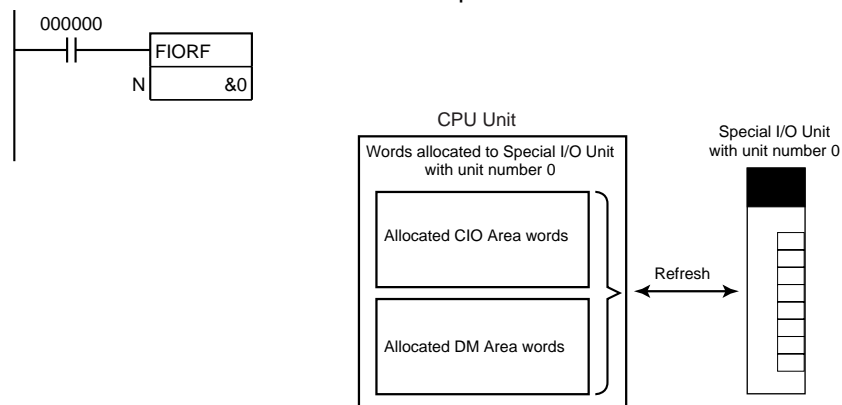 000000
FIORF
N &0
CPU Unit
Words allocated to Special I/O Unit
with unit number 0
Allocated CIO Area words
Allocated DM Area words
Refresh
Special I/O Unit
with unit number 0